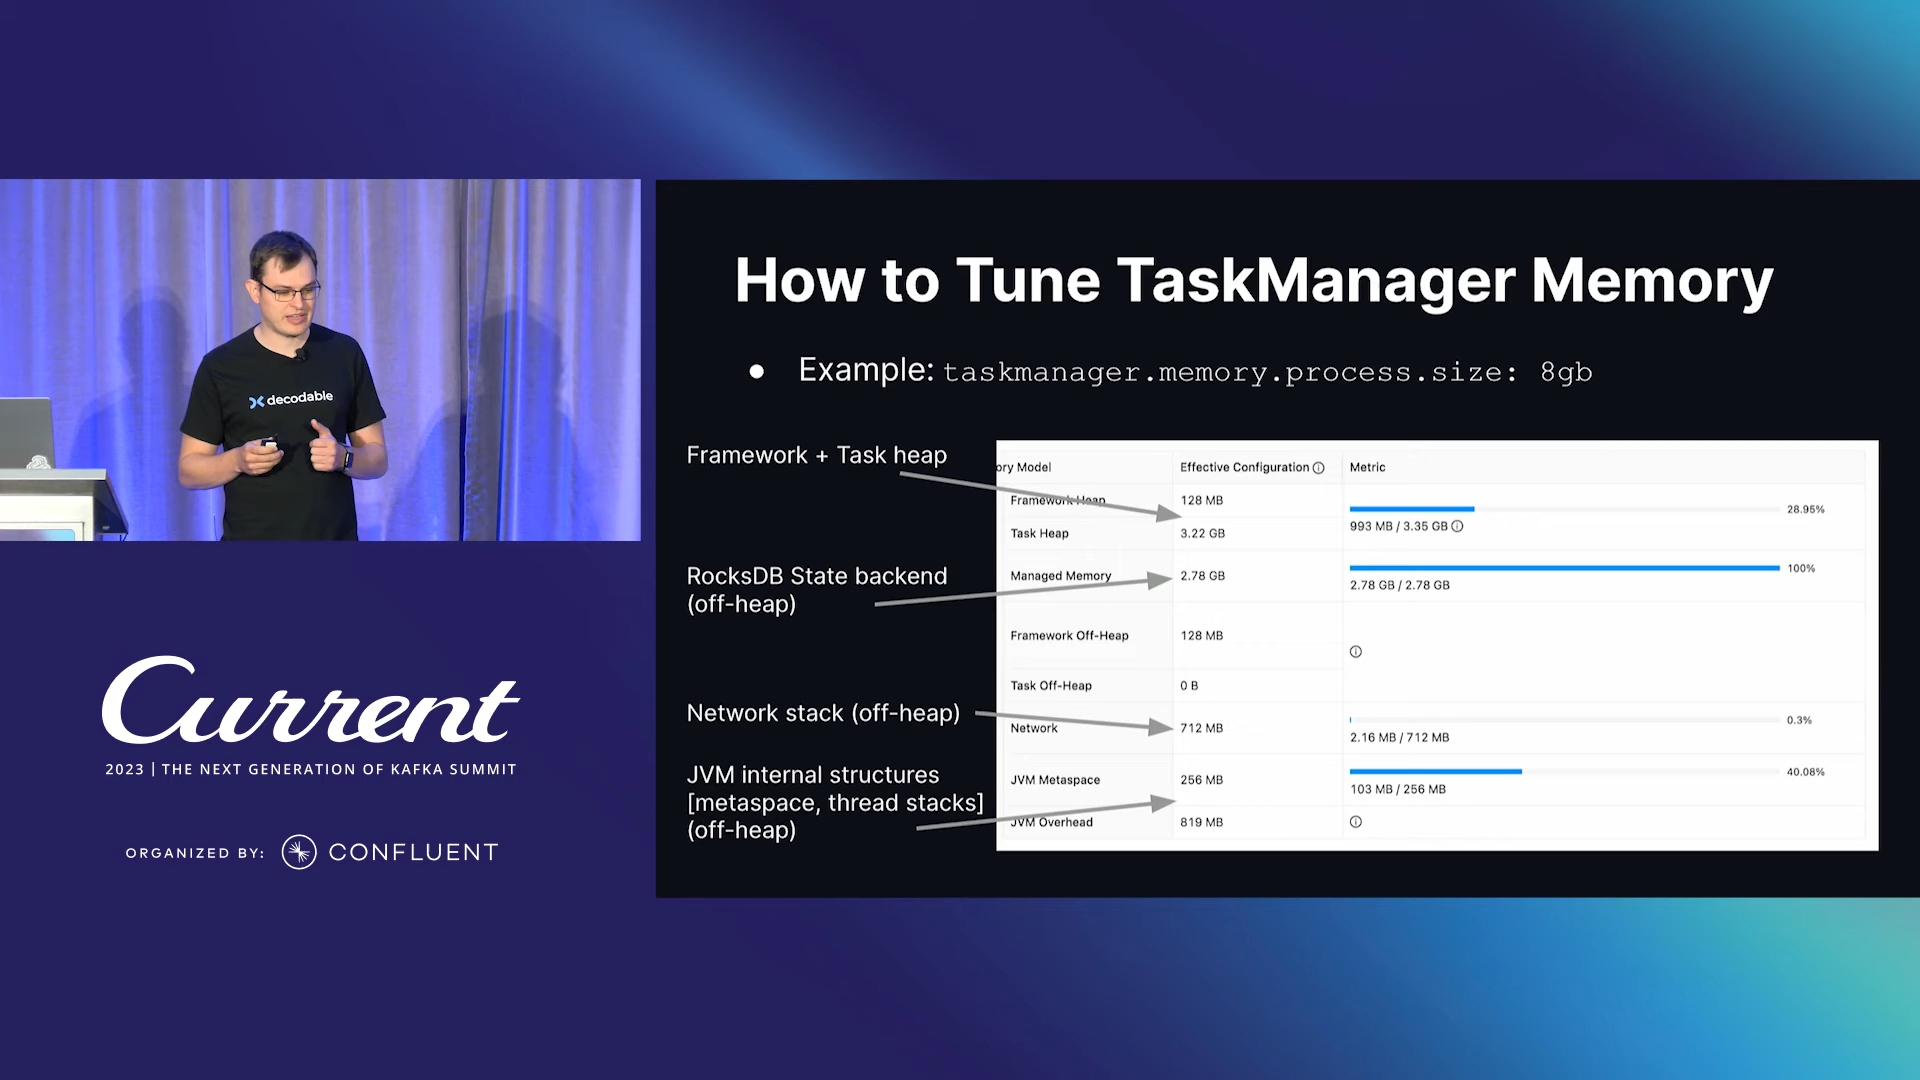 decodable
Current
2023 | THE NEXT GENERATION OF KAFKA SUMMIT
ORGANIZED BY: CONFLUENT
How to Tune TaskManager Memory
• Example: taskmanager.memory.process.size: 8gb
Framework + Task heap
RocksDB State backend
(off-heap)
Network stack (off-heap)
JVM internal structures
[metaspace, thread stacks]
(off-heap)
ory Model Effective Configuration Metric
Framework Heap 128 MB
28.95%
993 MB / 3.35 GB
Task Heap 3.22 GB
Managed Memory 2.78 GB
100%
2.78 GB / 2.78 GB
Framework Off-Heap 128 MB
Task Off-Heap 0 B
Network 712 MB
0.3%
2.16 MB / 712 MB
JVM Metaspace 256 MB
40.08%
103 MB / 256 MB
JVM Overhead 819 MB